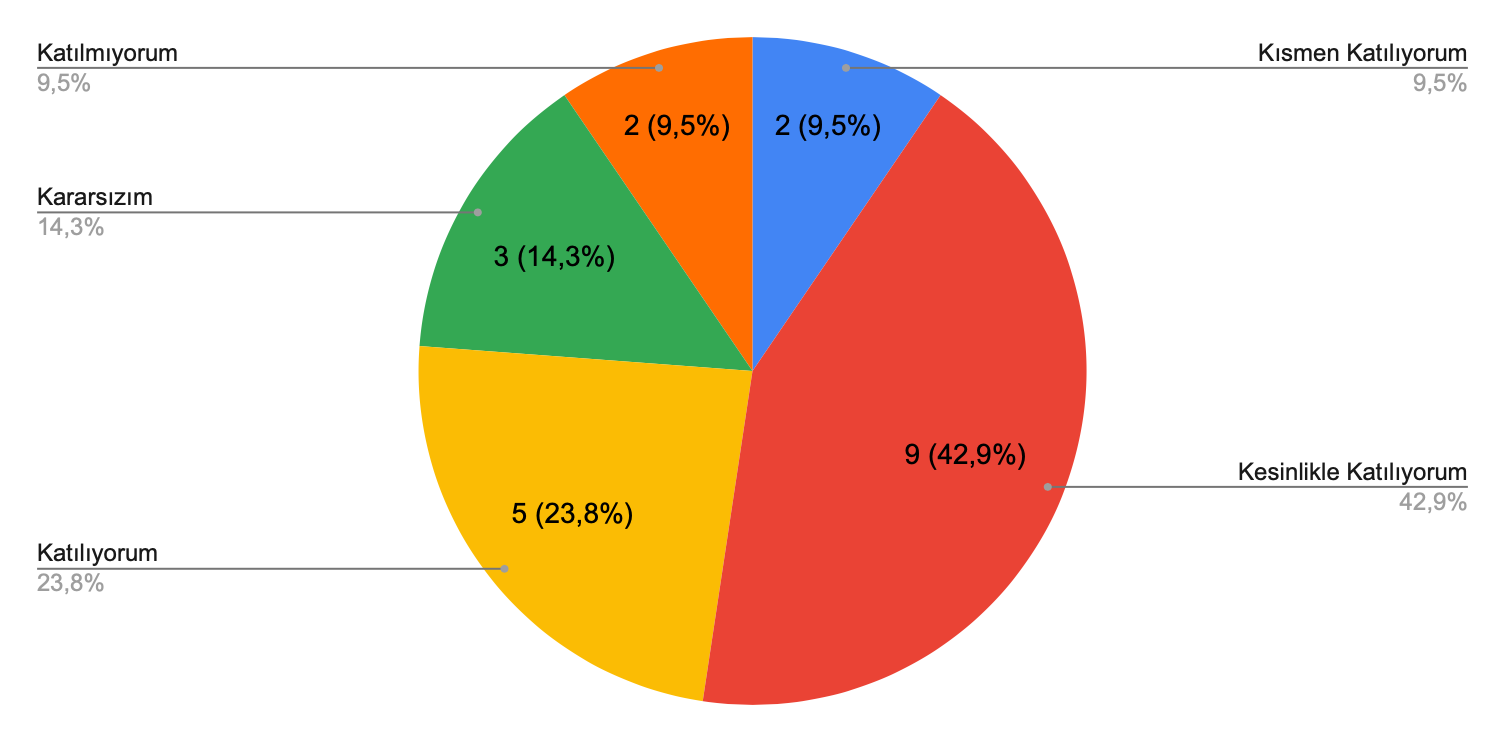 Katılmıyorum
9,5%
Kısmen Katılıyorum
9,5%
2 (9,5%)
2 (9,5%)
Kararsızım
14,3%
3 (14,3%)
9 (42,9%)
Kesinlikle Katılıyorum
42,9%
5 (23,8%)
Katılıyorum
23,8%